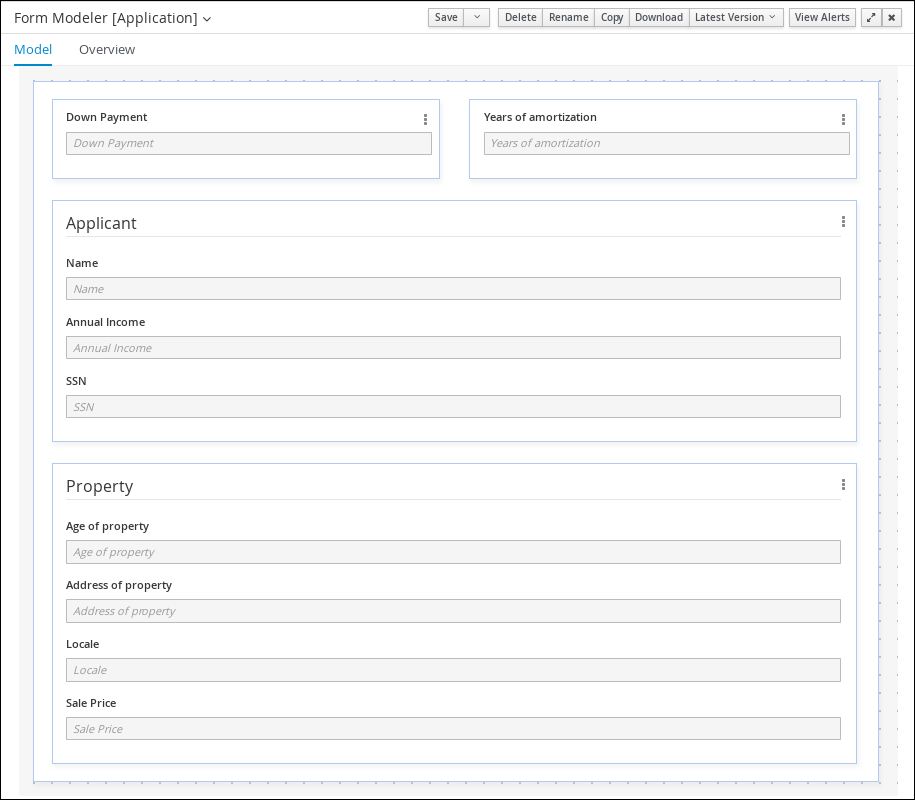 Form Modeler [Application]
Save Delete Rename Copy Download Latest Version View Alerts
Model Overview
Down Payment Years of amortization
Down Payment Years of amortization
Applicant
Name
Name
Annual Income
Annual Income
SSN
SSN
Property
Age of property
Age of property
Address of property
Address of property
Locale
Locale
Sale Price
Sale Price